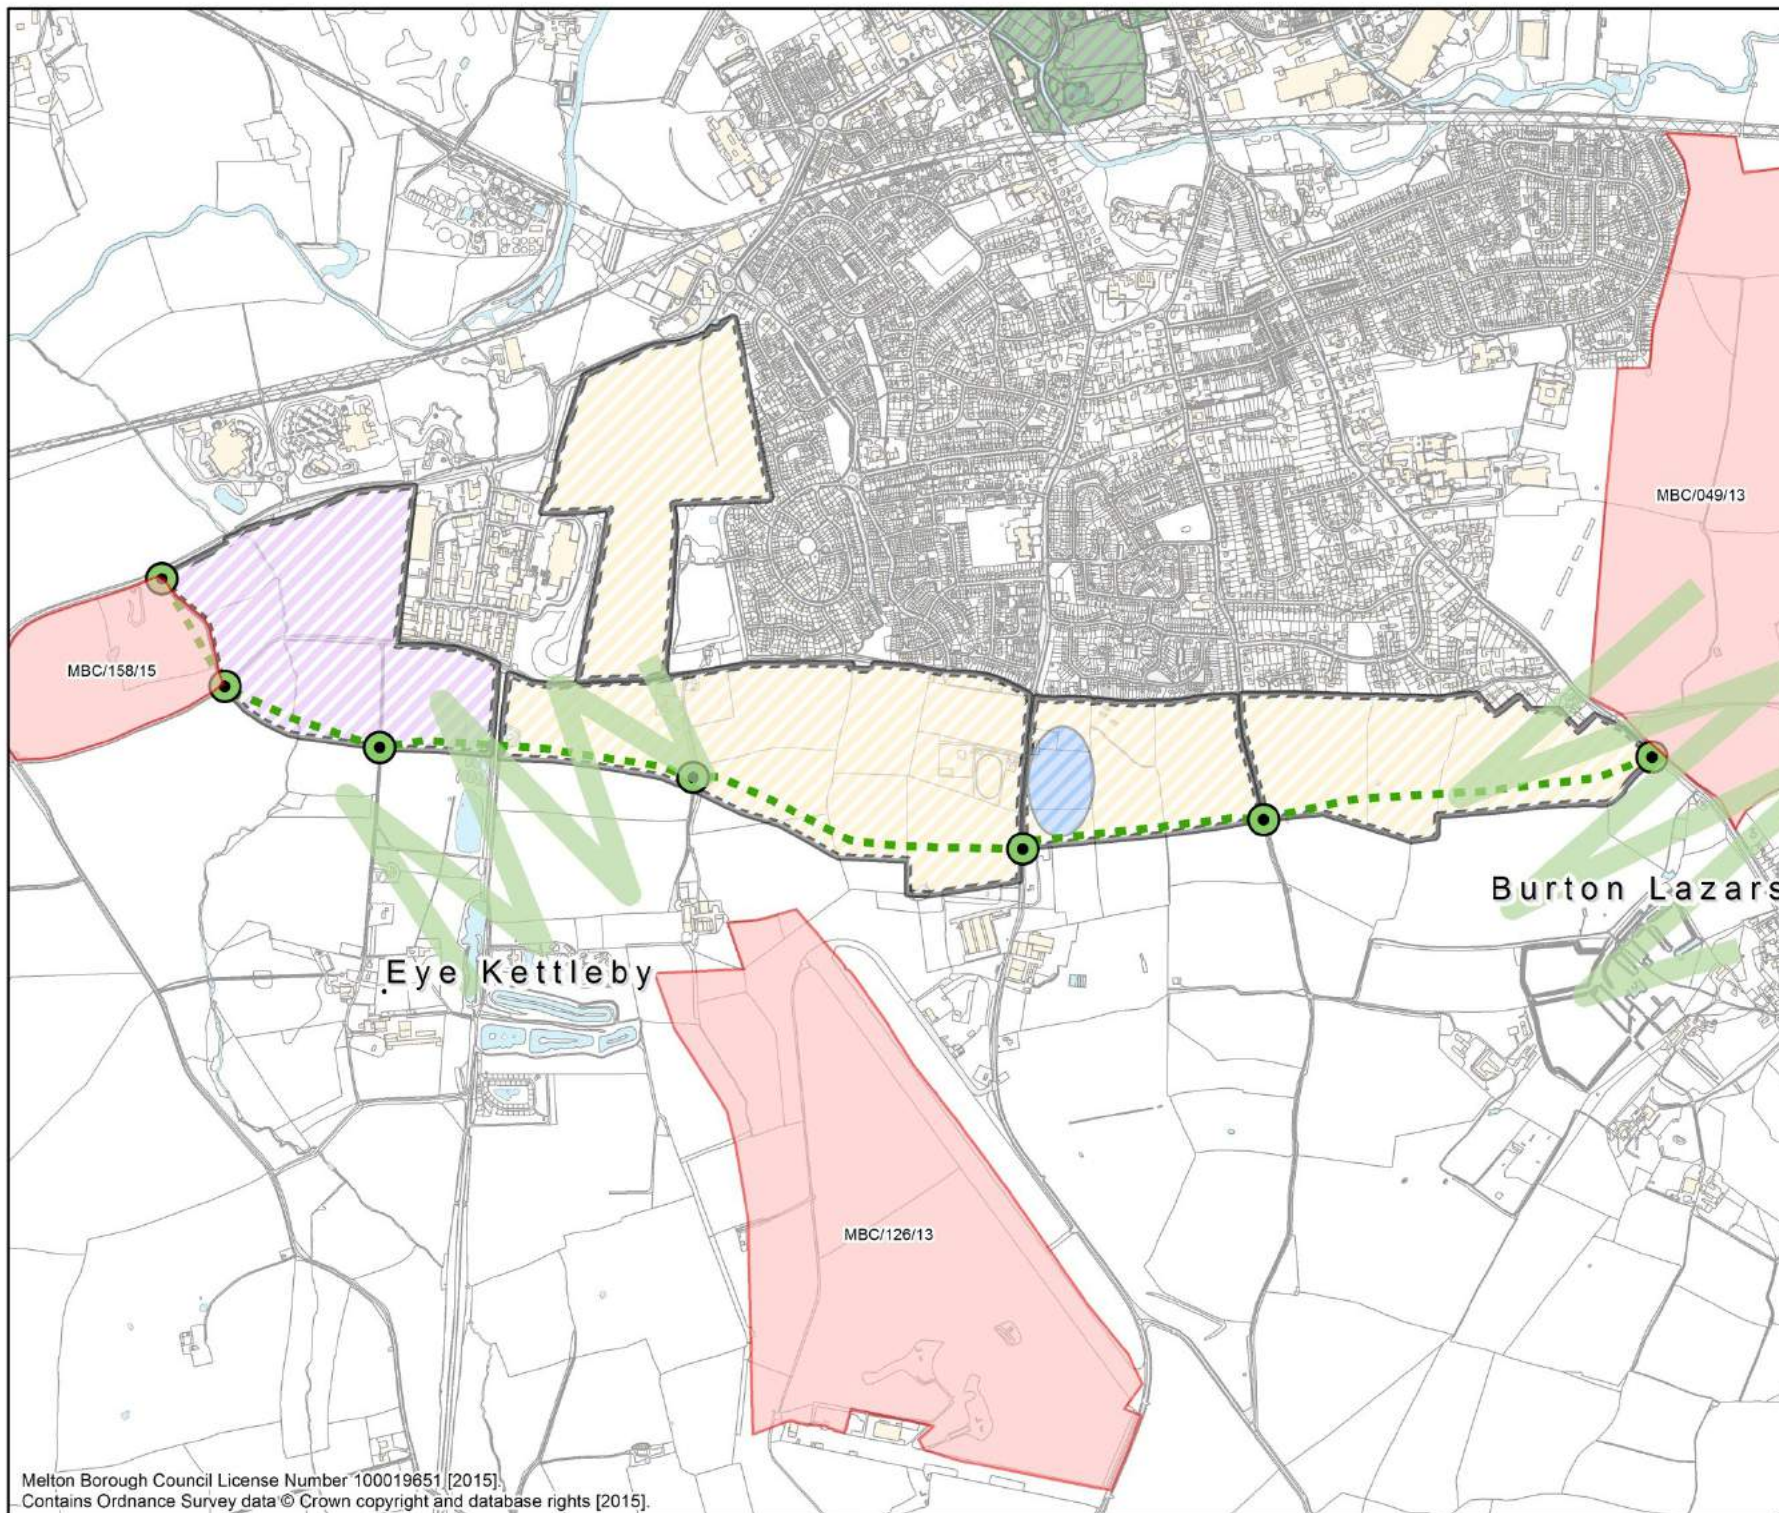 MBC/049/13
MBC/158/15
Burton Lazars
Eye Kettleby
MBC/126/13
Melton Borough Council License Number 100019651 [2015].
Contains Ordnance Survey data © Crown copyright and database rights [2015].